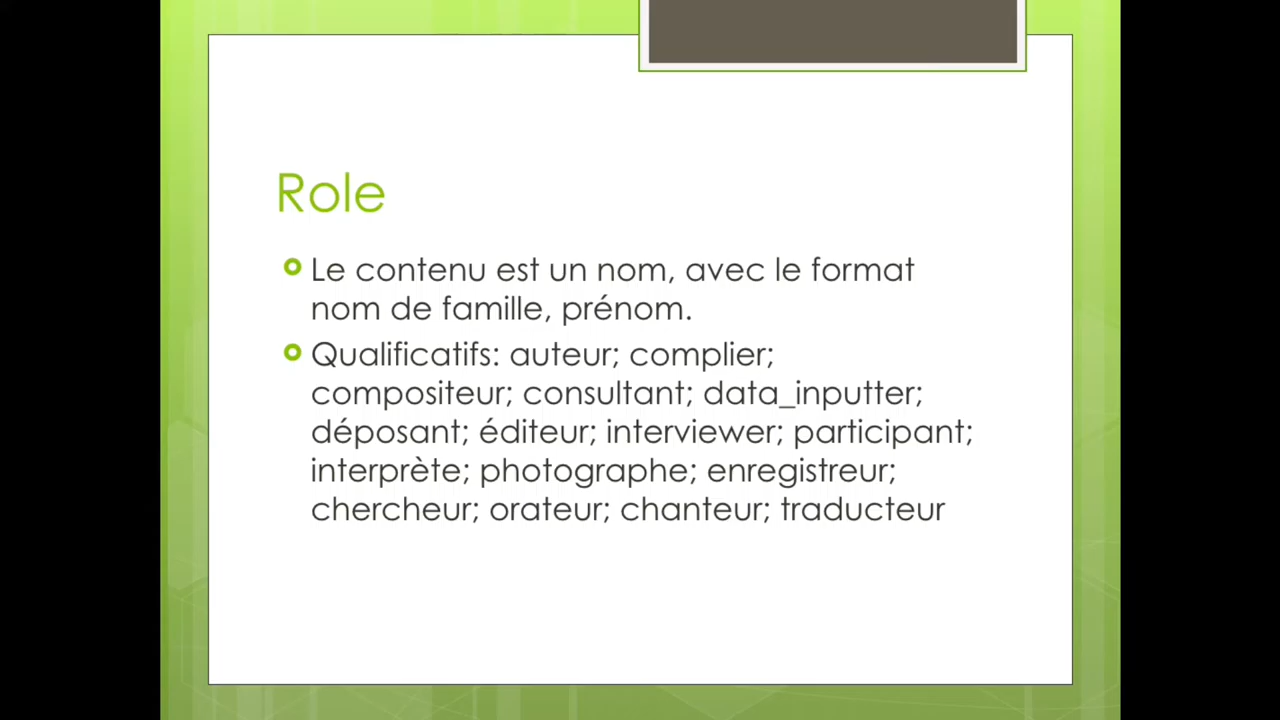 Role
Le contenu est un nom, avec le format
nom de famille, prénom.
Qualificatifs: auteur; complier;
compositeur; consultant; data_inputter;
déposant; éditeur; interviewer; participant;
interprète; photographe; enregistreur;
chercheur; orateur; chanteur; traducteur